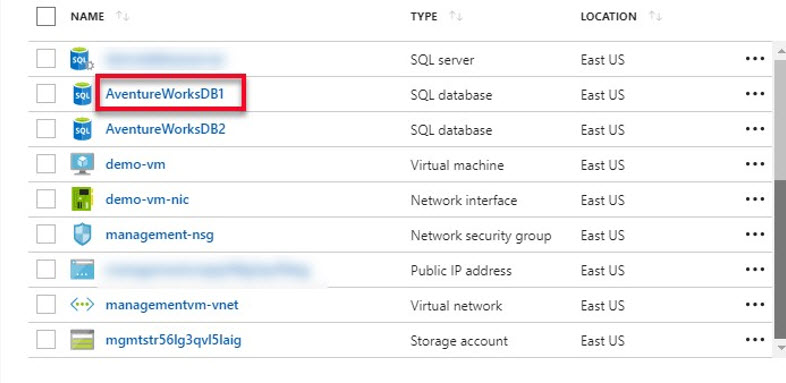 NAME TYPE LOCATION
SQL SQL server East US ...
SQL AventureWorksDB1 SQL database East US ...
SQL AventureWorksDB2 SQL database East US ...
demo-vm Virtual machine East US ...
demo-vm-nic Network interface East US ...
management-nsg Network security group East US ...
Public IP address East US ...
managementvm-vnet Virtual network East US ...
mgmtstr56lg3qvl5laig Storage account East US ...